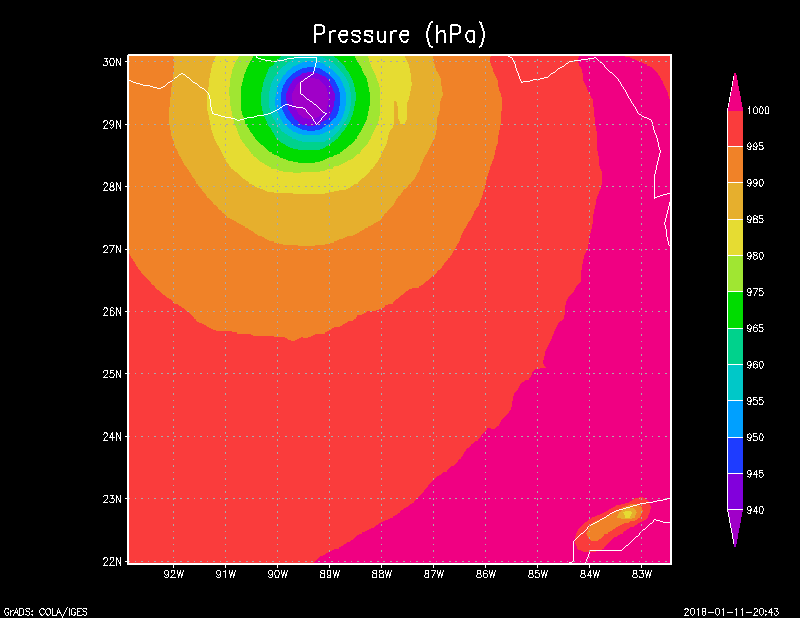 Pressure (hPa)
30N
29N
28N
27N
26N
25N
24N
23N
22N
92W 91W 90W 89W 88W 87W 86W 85W 84W 83W
1000
995
990
985
980
975
965
960
955
950
945
940
GrADS: COLA/IGES
2018-01-11-20:43